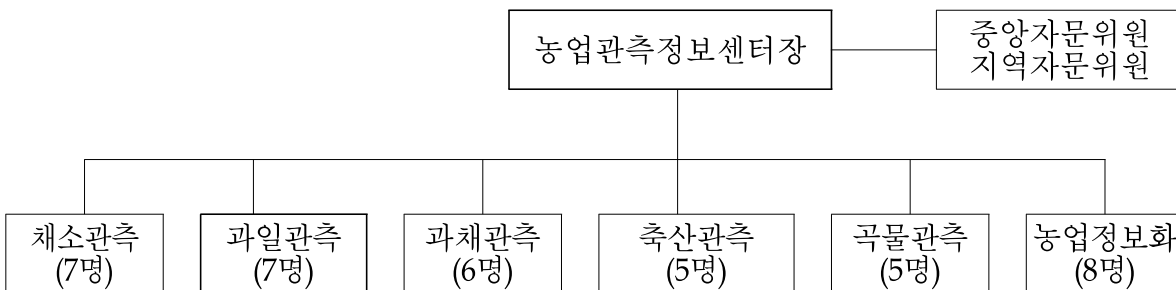 농업관측정보센터장
중앙자문위원
지역자문위원
채소관측
(7명)
과일관측
(7명)
과채관측
(6명)
축산관측
(5명)
곡물관측
(5명)
농업정보화
(8명)